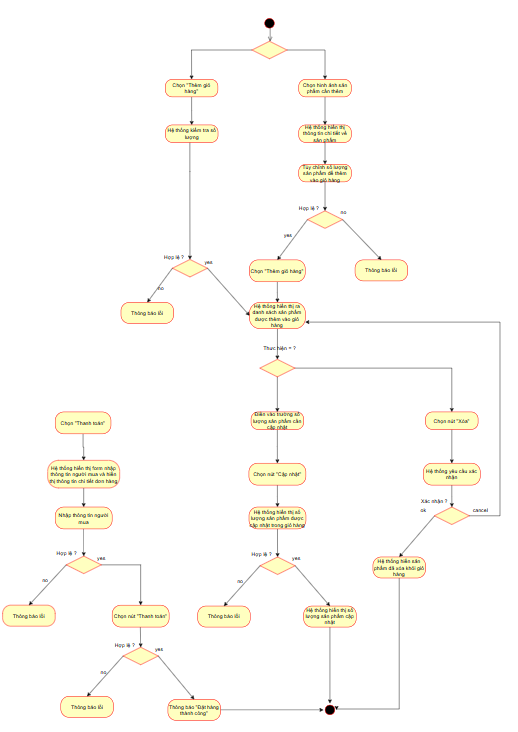 Chọn "Thêm giỏ
hàng"
Chọn hình ảnh sản
phẩm cần thêm
Hệ thống kiểm tra số
lượng
Hệ thống hiển thị
thông tin chi tiết về
sản phẩm
Tùy chỉnh số lượng
sản phẩm để thêm
vào giỏ hàng
Hợp lệ ?
no
yes
Hợp lệ ?
yes
no
Chọn "Thêm giỏ hàng"
Thông báo lỗi
Thông báo lỗi
Hệ thống hiển thị ra
danh sách sản phẩm
được thêm vào giỏ
hàng
Thực hiện + ?
Chọn "Thanh toán"
Điền vào trường số
lượng sản phẩm cần
cập nhật
Chọn nút "Xóa"
Hệ thống hiển thị form nhập
thông tin người mua và hiển
thị thông tin chi tiết đơn hàng
Chọn nút "Cập nhật"
Hệ thống yêu cầu xác
nhận
Xác nhận ?
ok
cancel
Nhập thông tin người
mua
Hệ thống hiển thị số
lượng sản phẩm được
cập nhật trong giỏ hàng
Hợp lệ ?
yes
no
Hợp lệ ?
yes
no
Hệ thống hiển sản
phẩm đã xóa khỏi giỏ
hàng
Thông báo lỗi
Chọn nút "Thanh toán"
Thông báo lỗi
Hệ thống hiển thị số
lượng sản phẩm cập
nhật
Hợp lệ ?
yes
no
Thông báo lỗi
Thông báo "Đặt hàng
thành công"